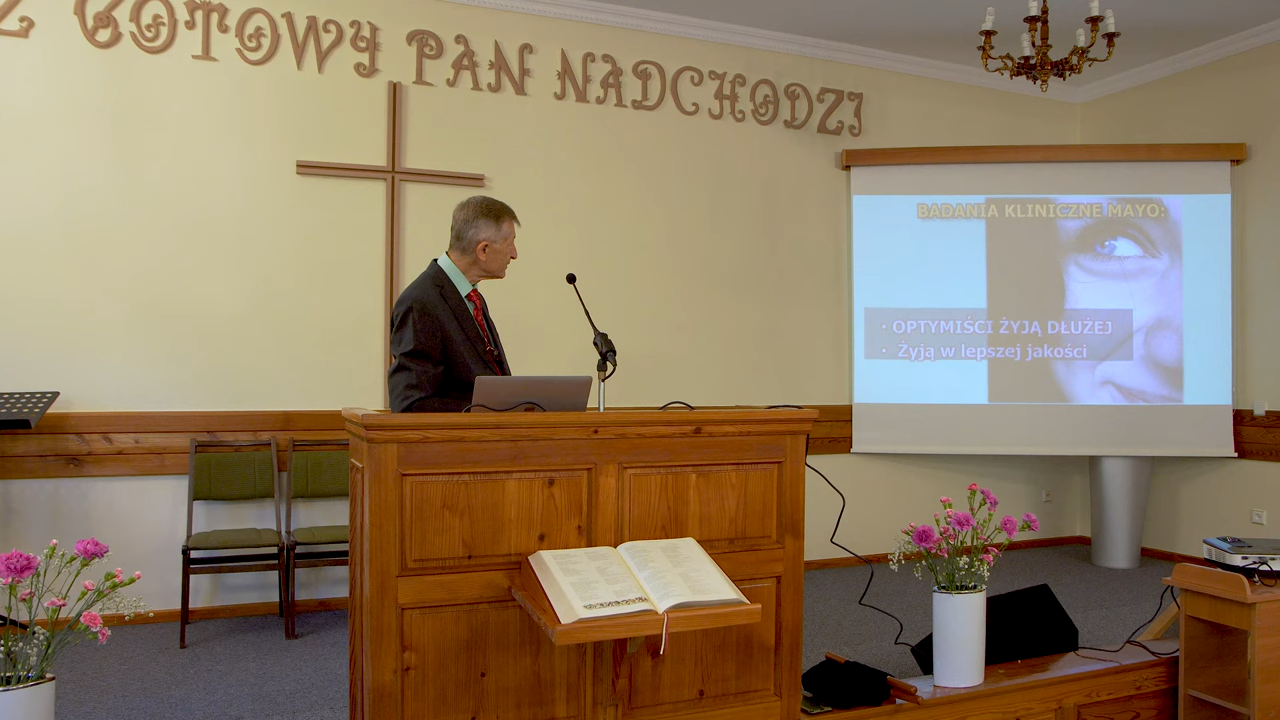 Z GOTOWY PAN NADCHODZI
BADANIA KLINICZNE MAYO:
• OPTYMIŚCI ŻYJĄ DŁUŻEJ
• Żyją w lepszej jakości